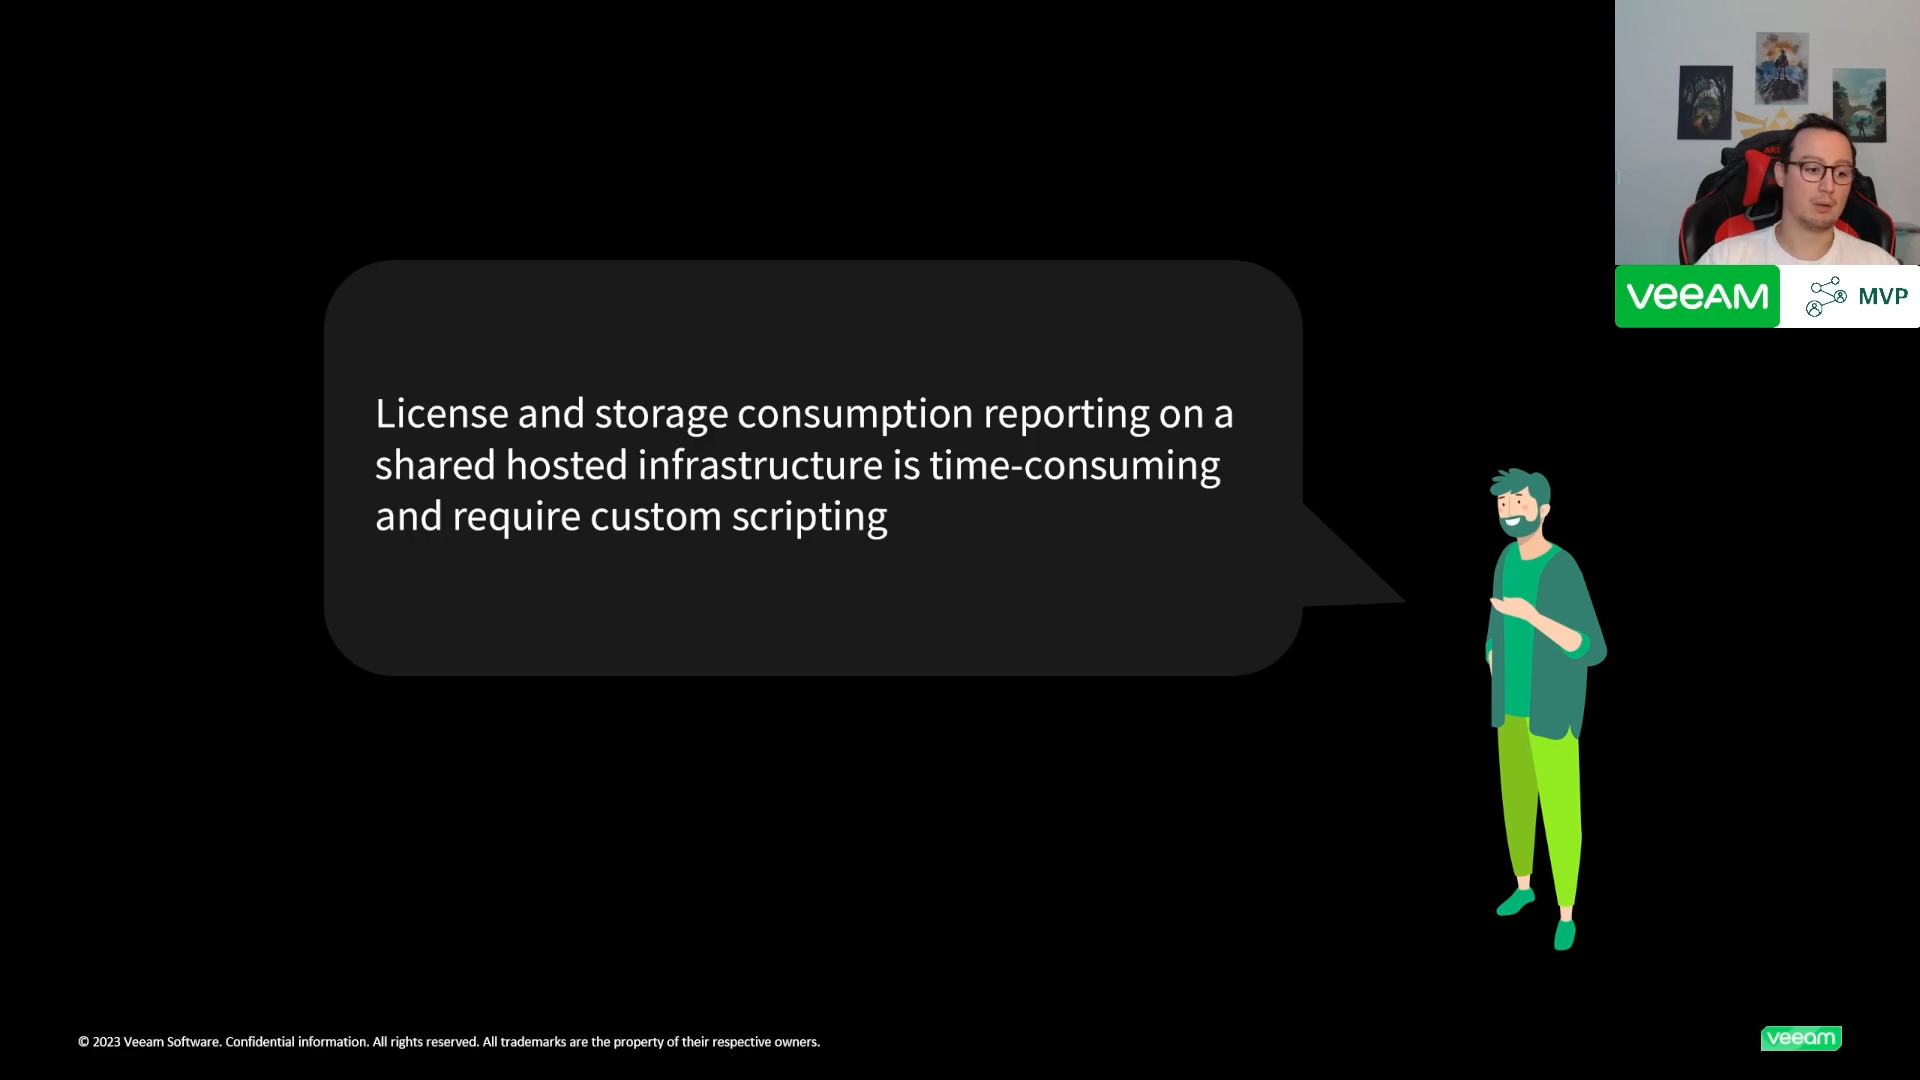 AK
VeeAM
MVP
License and storage consumption reporting on a
shared hosted infrastructure is time-consuming
and require custom scripting
© 2023 Veeam Software. Confidential information. All rights reserved. All trademarks are the property of their respective owners.
veeam